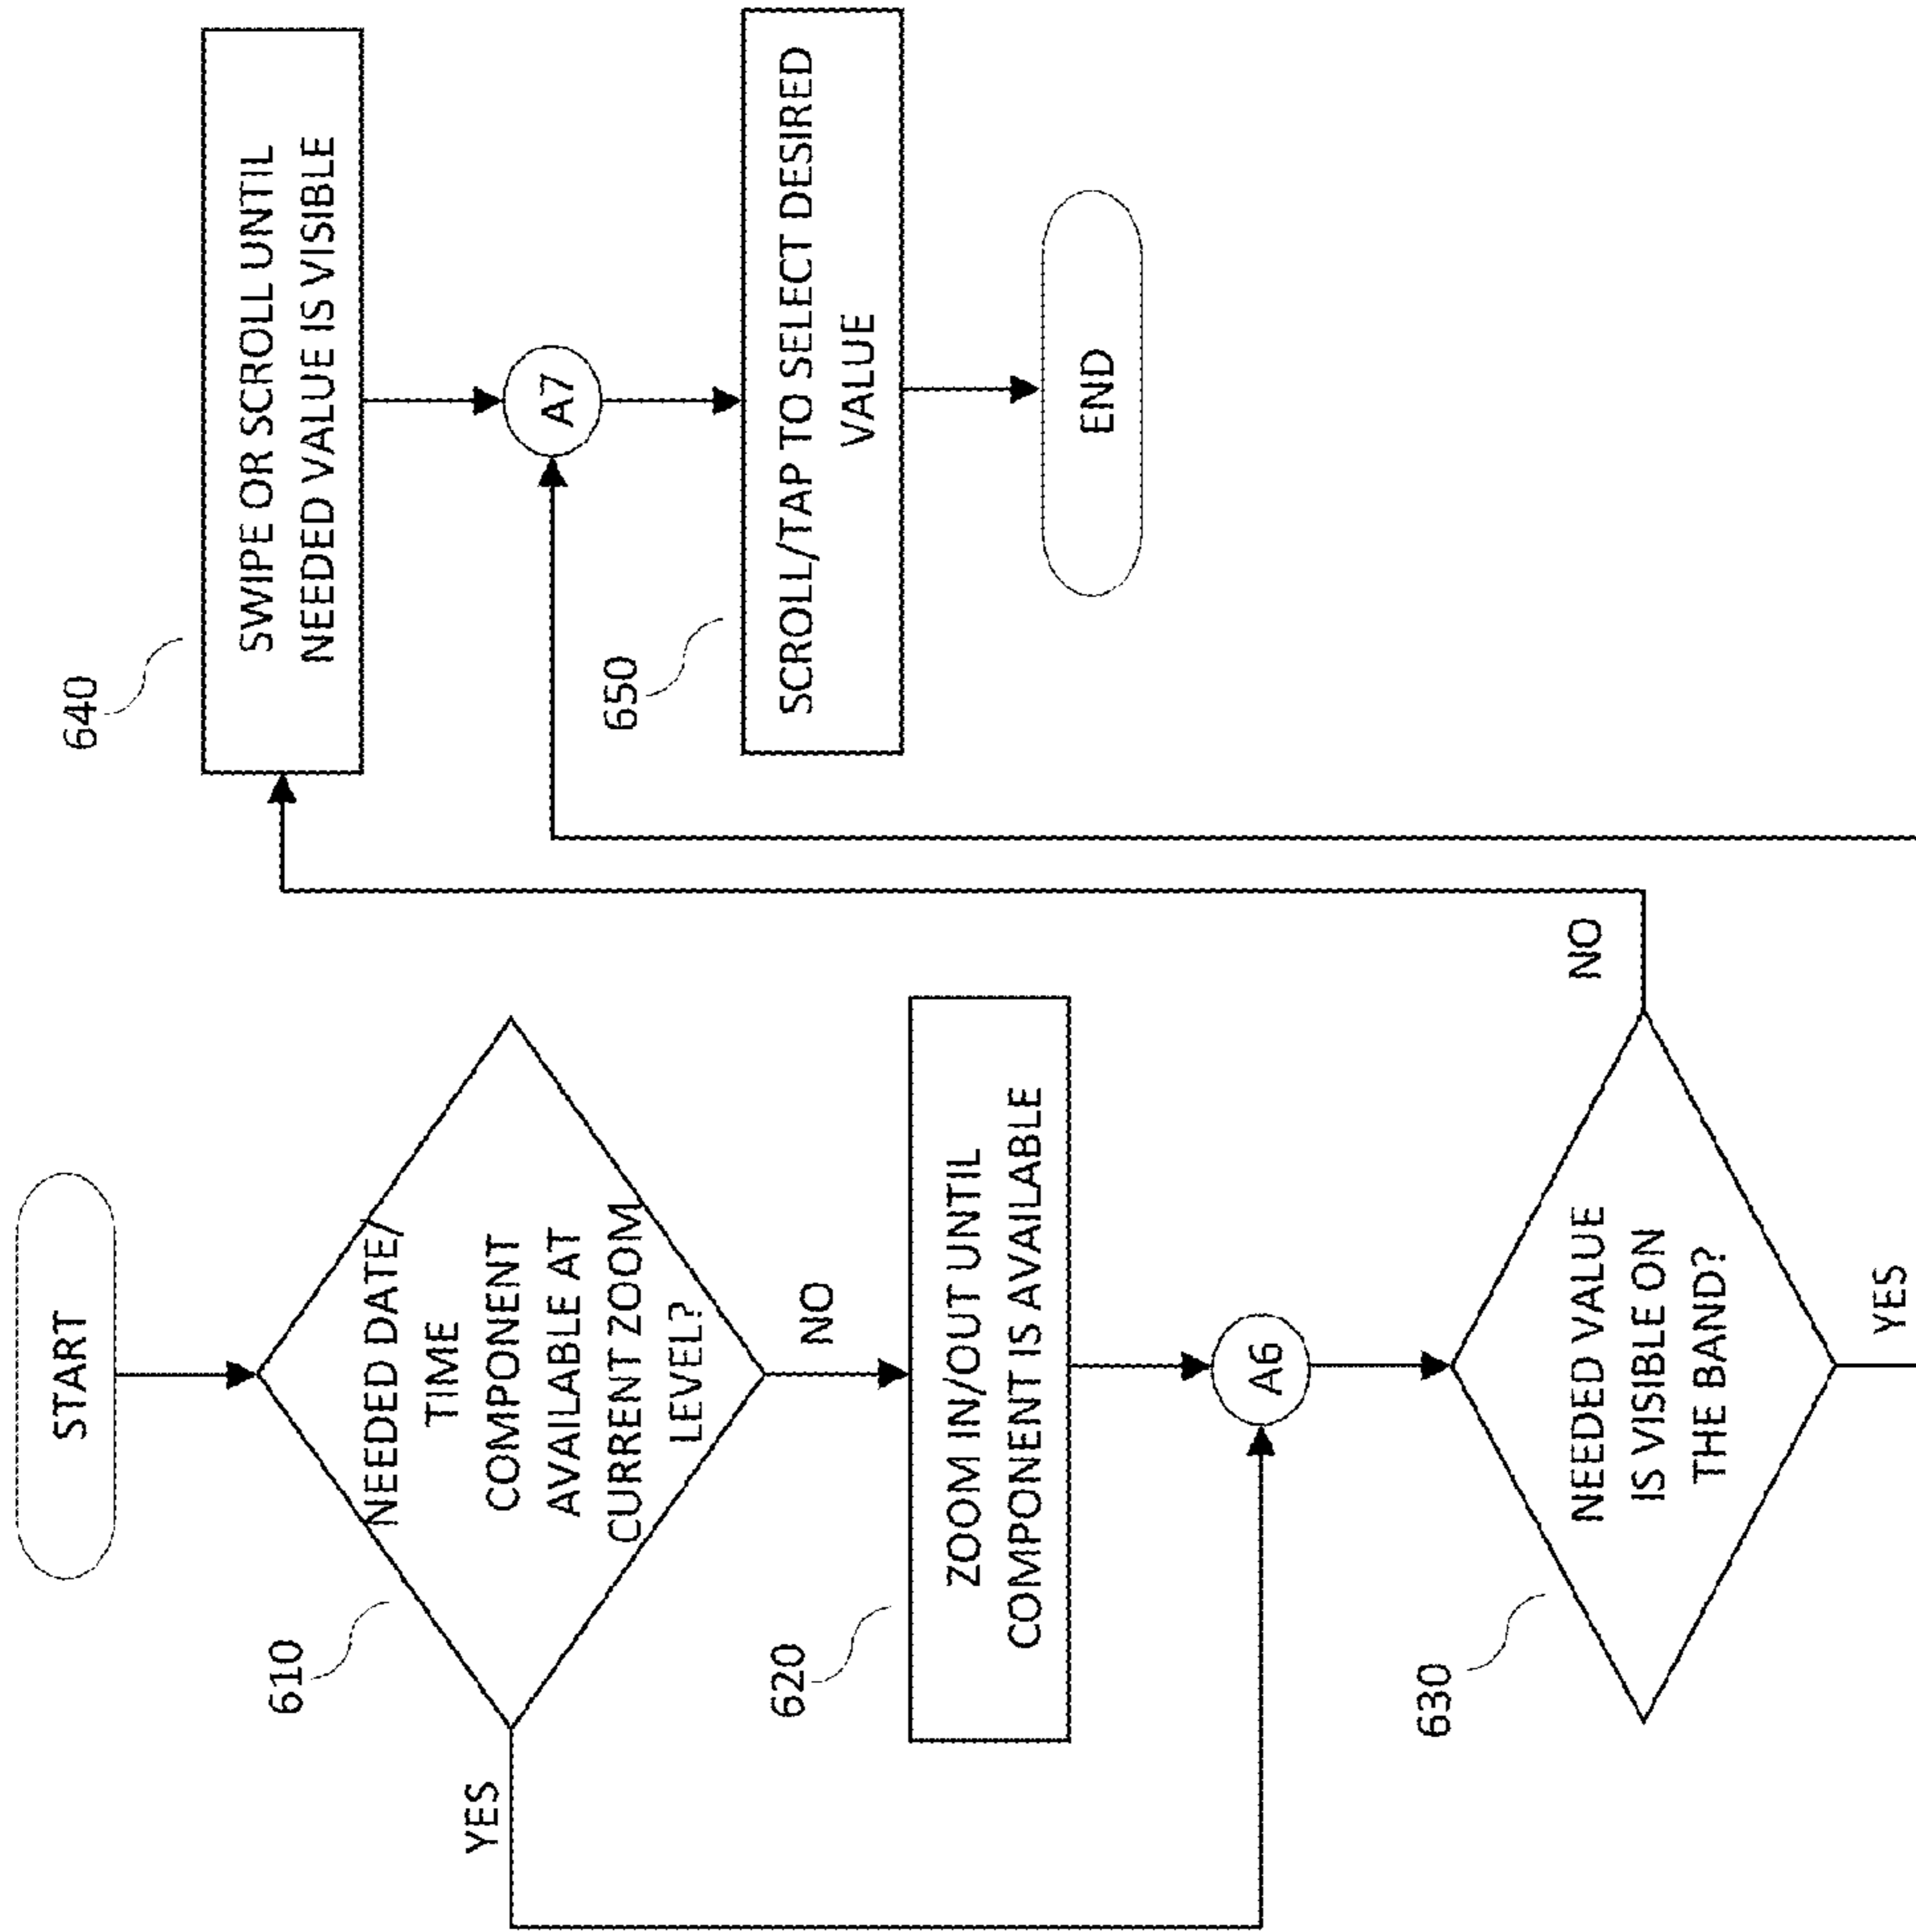 START
610
NEEDED DATE/
TIME
COMPONENT
AVAILABLE AT
CURRENT ZOOM
LEVEL?
YES
NO
620
ZOOM IN/OUT UNTIL
COMPONENT IS AVAILABLE
A6
630
NEEDED VALUE
IS VISIBLE ON
THE BAND?
NO
YES
640
SWIPE OR SCROLL UNTIL
NEEDED VALUE IS VISIBLE
A7
650
SCROLL/TAP TO SELECT DESIRED
VALUE
END